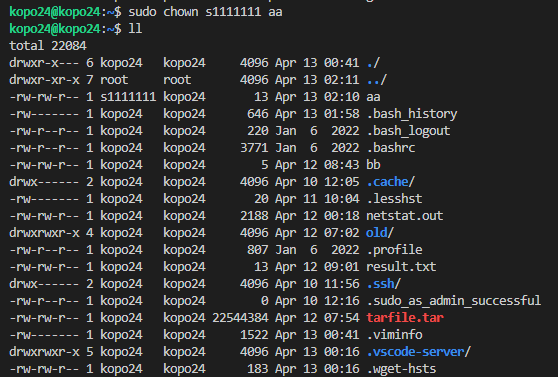 kopo24@kopo24:~$ sudo chown s1111111 aa
kopo24@kopo24:~$ ll
total 22084
drwxr-x--- 6 kopo24   kopo24     4096 Apr 13 00:41 ./
drwxr-xr-x 7 root     root       4096 Apr 13 02:11 ../
-rw-rw-r-- 1 s1111111 kopo24       13 Apr 13 02:10 aa
-rw------- 1 kopo24   kopo24      646 Apr 13 01:58 .bash_history
-rw-r--r-- 1 kopo24   kopo24      220 Jan  6  2022 .bash_logout
-rw-r--r-- 1 kopo24   kopo24     3771 Jan  6  2022 .bashrc
-rw-rw-r-- 1 kopo24   kopo24        5 Apr 12 08:43 bb
drwx------ 2 kopo24   kopo24     4096 Apr 10 12:05 .cache/
-rw------- 1 kopo24   kopo24       20 Apr 11 10:04 .lesshst
-rw-rw-r-- 1 kopo24   kopo24     2188 Apr 12 00:18 netstat.out
drwxrwxr-x 4 kopo24   kopo24     4096 Apr 12 07:02 old/
-rw-r--r-- 1 kopo24   kopo24      807 Jan  6  2022 .profile
-rw-rw-r-- 1 kopo24   kopo24       13 Apr 12 09:01 result.txt
drwx------ 2 kopo24   kopo24     4096 Apr 10 11:56 .ssh/
-rw-r--r-- 1 kopo24   kopo24        0 Apr 10 12:16 .sudo_as_admin_successful
-rw-rw-r-- 1 kopo24   kopo24 22544384 Apr 12 07:54 tarfile.tar
-rw------- 1 kopo24   kopo24     1522 Apr 13 00:41 .viminfo
drwxrwxr-x 5 kopo24   kopo24     4096 Apr 13 00:16 .vscode-server/
-rw-rw-r-- 1 kopo24   kopo24      183 Apr 13 00:16 .wget-hsts